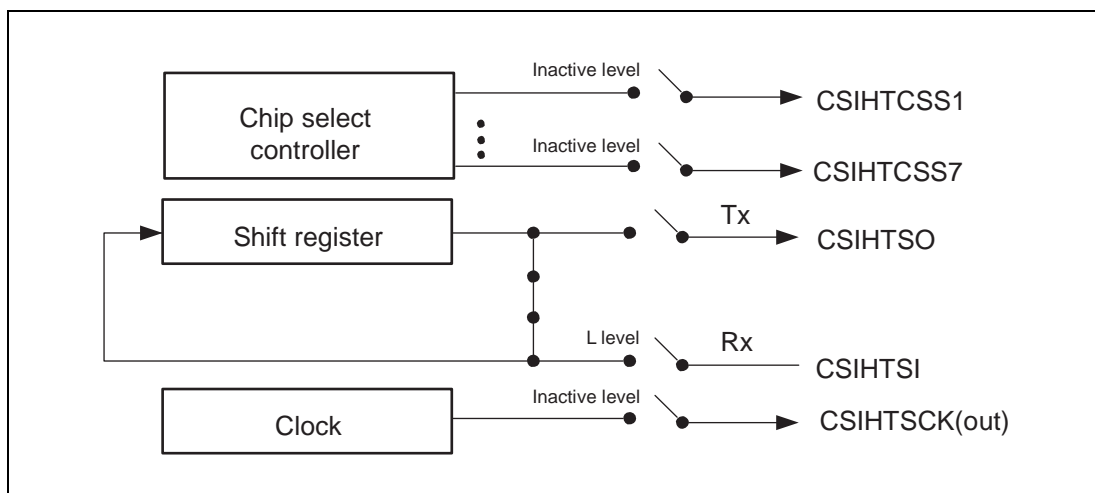 Inactive level
CSIHTCSS1
Chip select
controller
Inactive level
CSIHTCSS7
Shift register
Tx
CSIHTSO
L level
Rx
CSIHTSI
Inactive level
Clock
CSIHTSCK(out)